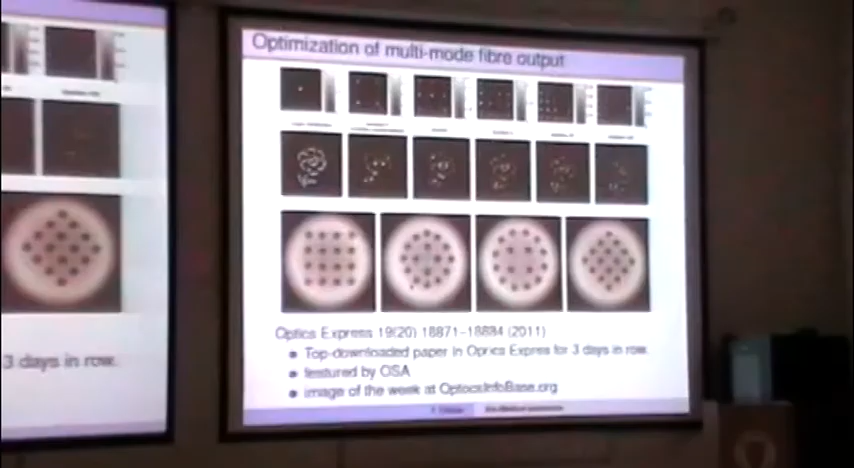 Optimization of multi-mode fibre output
Optics Express 19(20) 18871-18884 (2011)
Top-downloaded paper in Optics Expres for 3 days in row.
featured by OSA
image of the week at OpticsInfoBase.org
3 days in row.